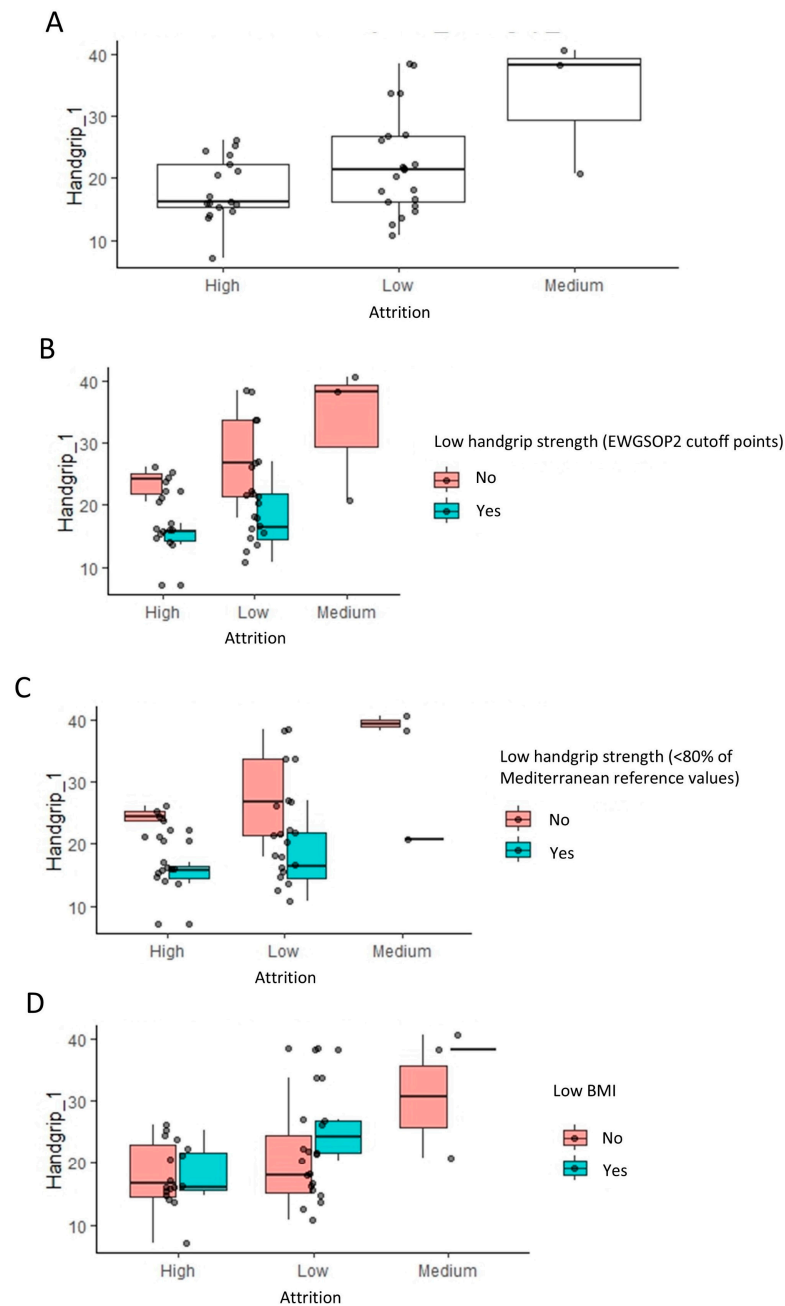 A
Handgrip_1
40
30
20
10
High Low Medium
Attrition
B
Handgrip_1
40
30
20
10
High Low Medium
Attrition
Low handgrip strength (EWGSOP2 cutoff points)
No
Yes
C
Handgrip_1
40
30
20
10
High Low Medium
Attrition
Low handgrip strength (<80% of
Mediterranean reference values)
No
Yes
D
Handgrip_1
40
30
20
10
High Low Medium
Attrition
Low BMI
No
Yes